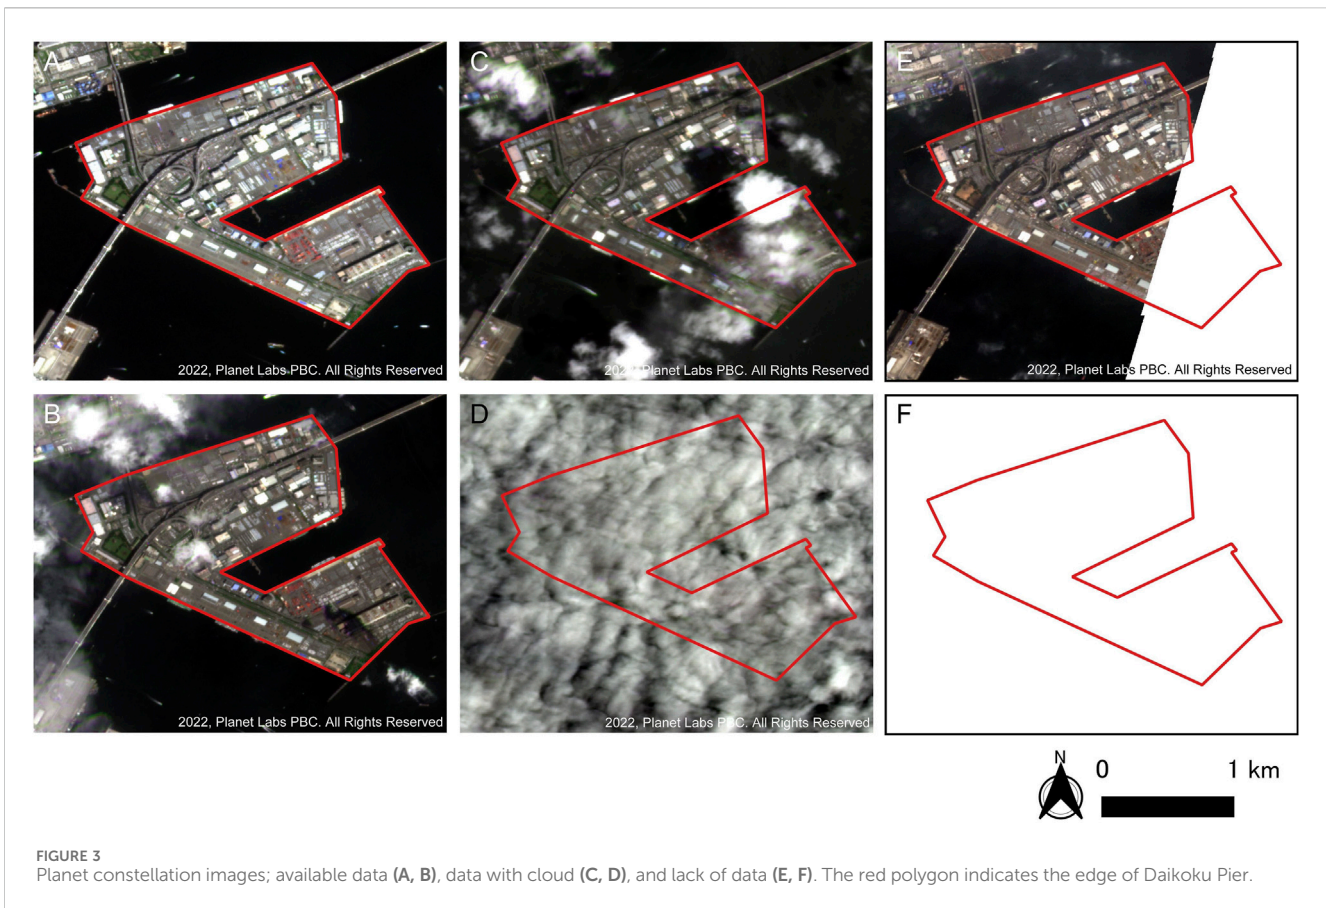 A
2022, Planet Labs PBC. All Rights Reserved
C
2022, Planet Labs PBC. All Rights Reserved
E
2022, Planet Labs PBC. All Rights Reserved
B
2022, Planet Labs PBC. All Rights Reserved
D
2022, Planet Labs PBC. All Rights Reserved
F
N
0 1 km
FIGURE 3
Planet constellation images; available data (A, B), data with cloud (C, D), and lack of data (E, F). The red polygon indicates the edge of Daikoku Pier.